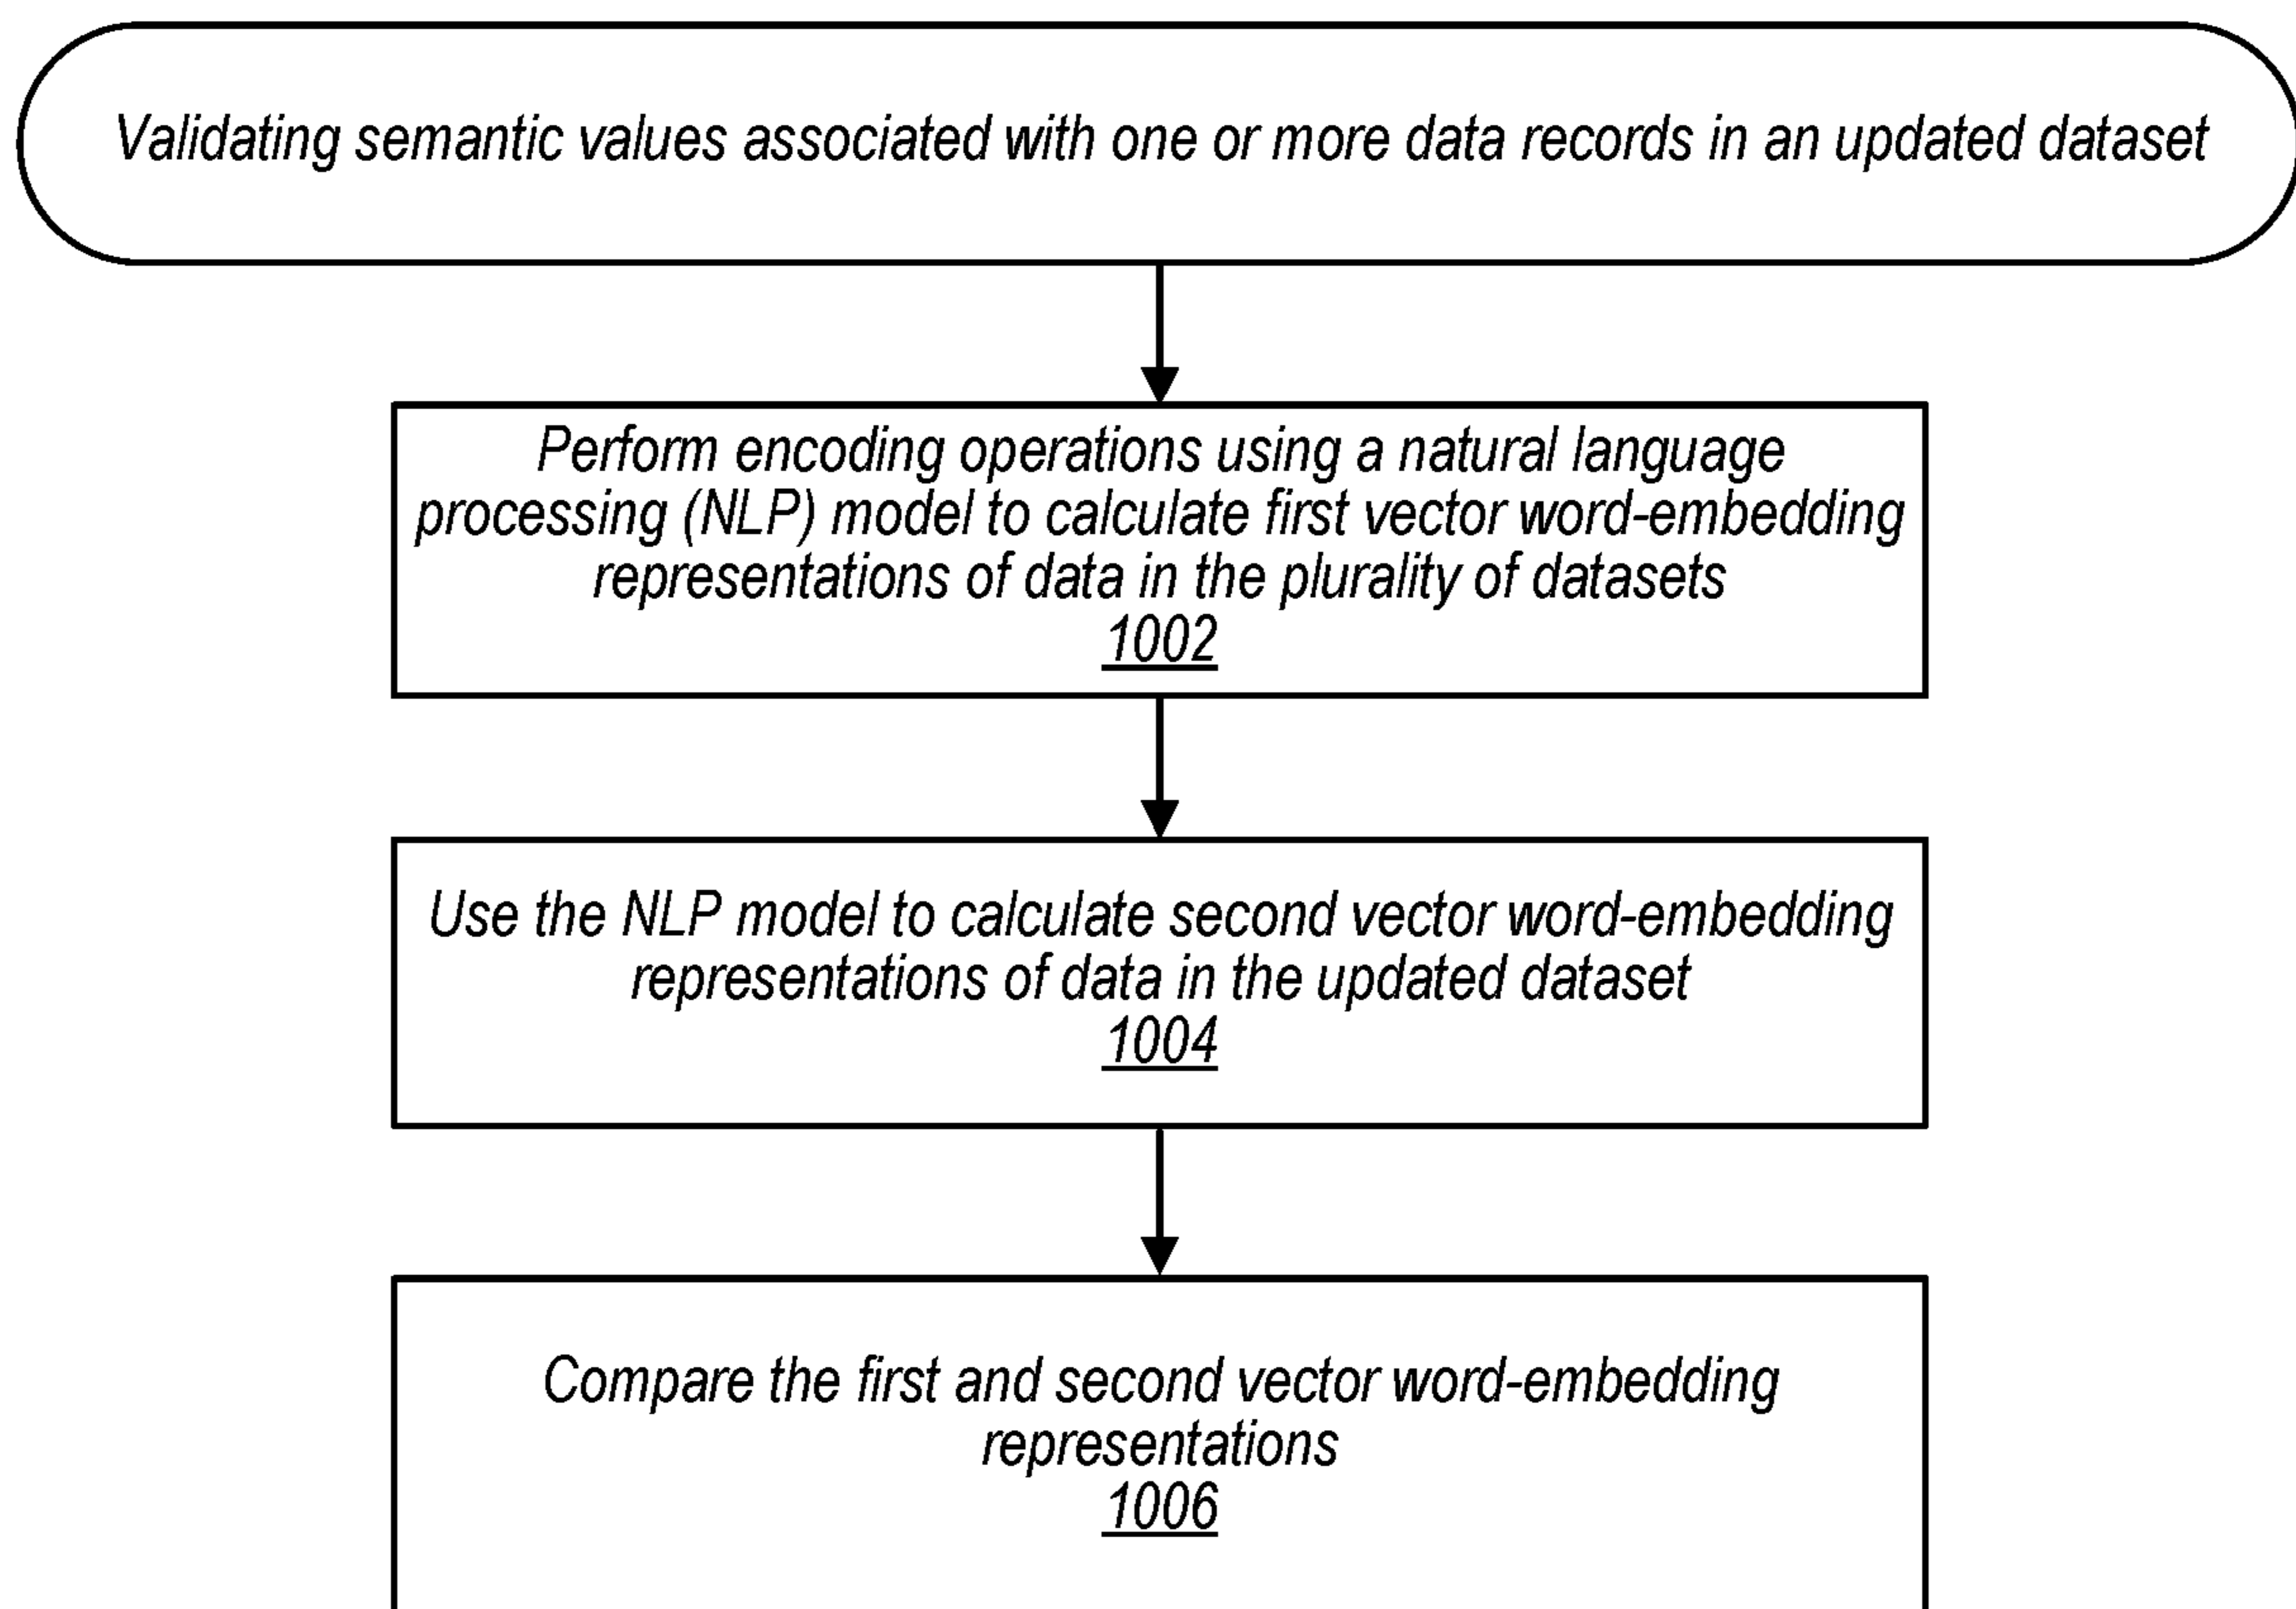 Validating semantic values associated with one or more data records in an updated dataset
Perform encoding operations using a natural language
processing (NLP) model to calculate first vector word-embedding
representations of data in the plurality of datasets
1002
Use the NLP model to calculate second vector word-embedding
representations of data in the updated dataset
1004
Compare the first and second vector word-embedding
representations
1006